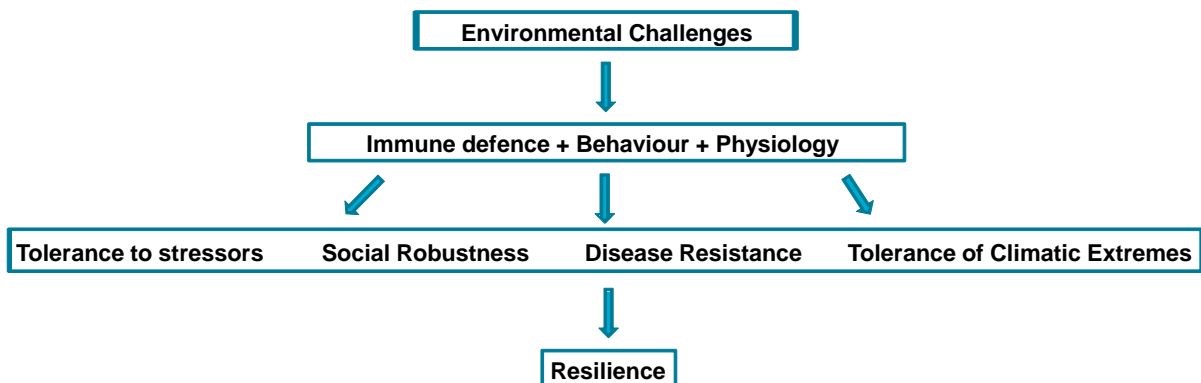 Environmental Challenges
Immune defence + Behaviour + Physiology
Tolerance to stressors Social Robustness Disease Resistance Tolerance of Climatic Extremes
Resilience